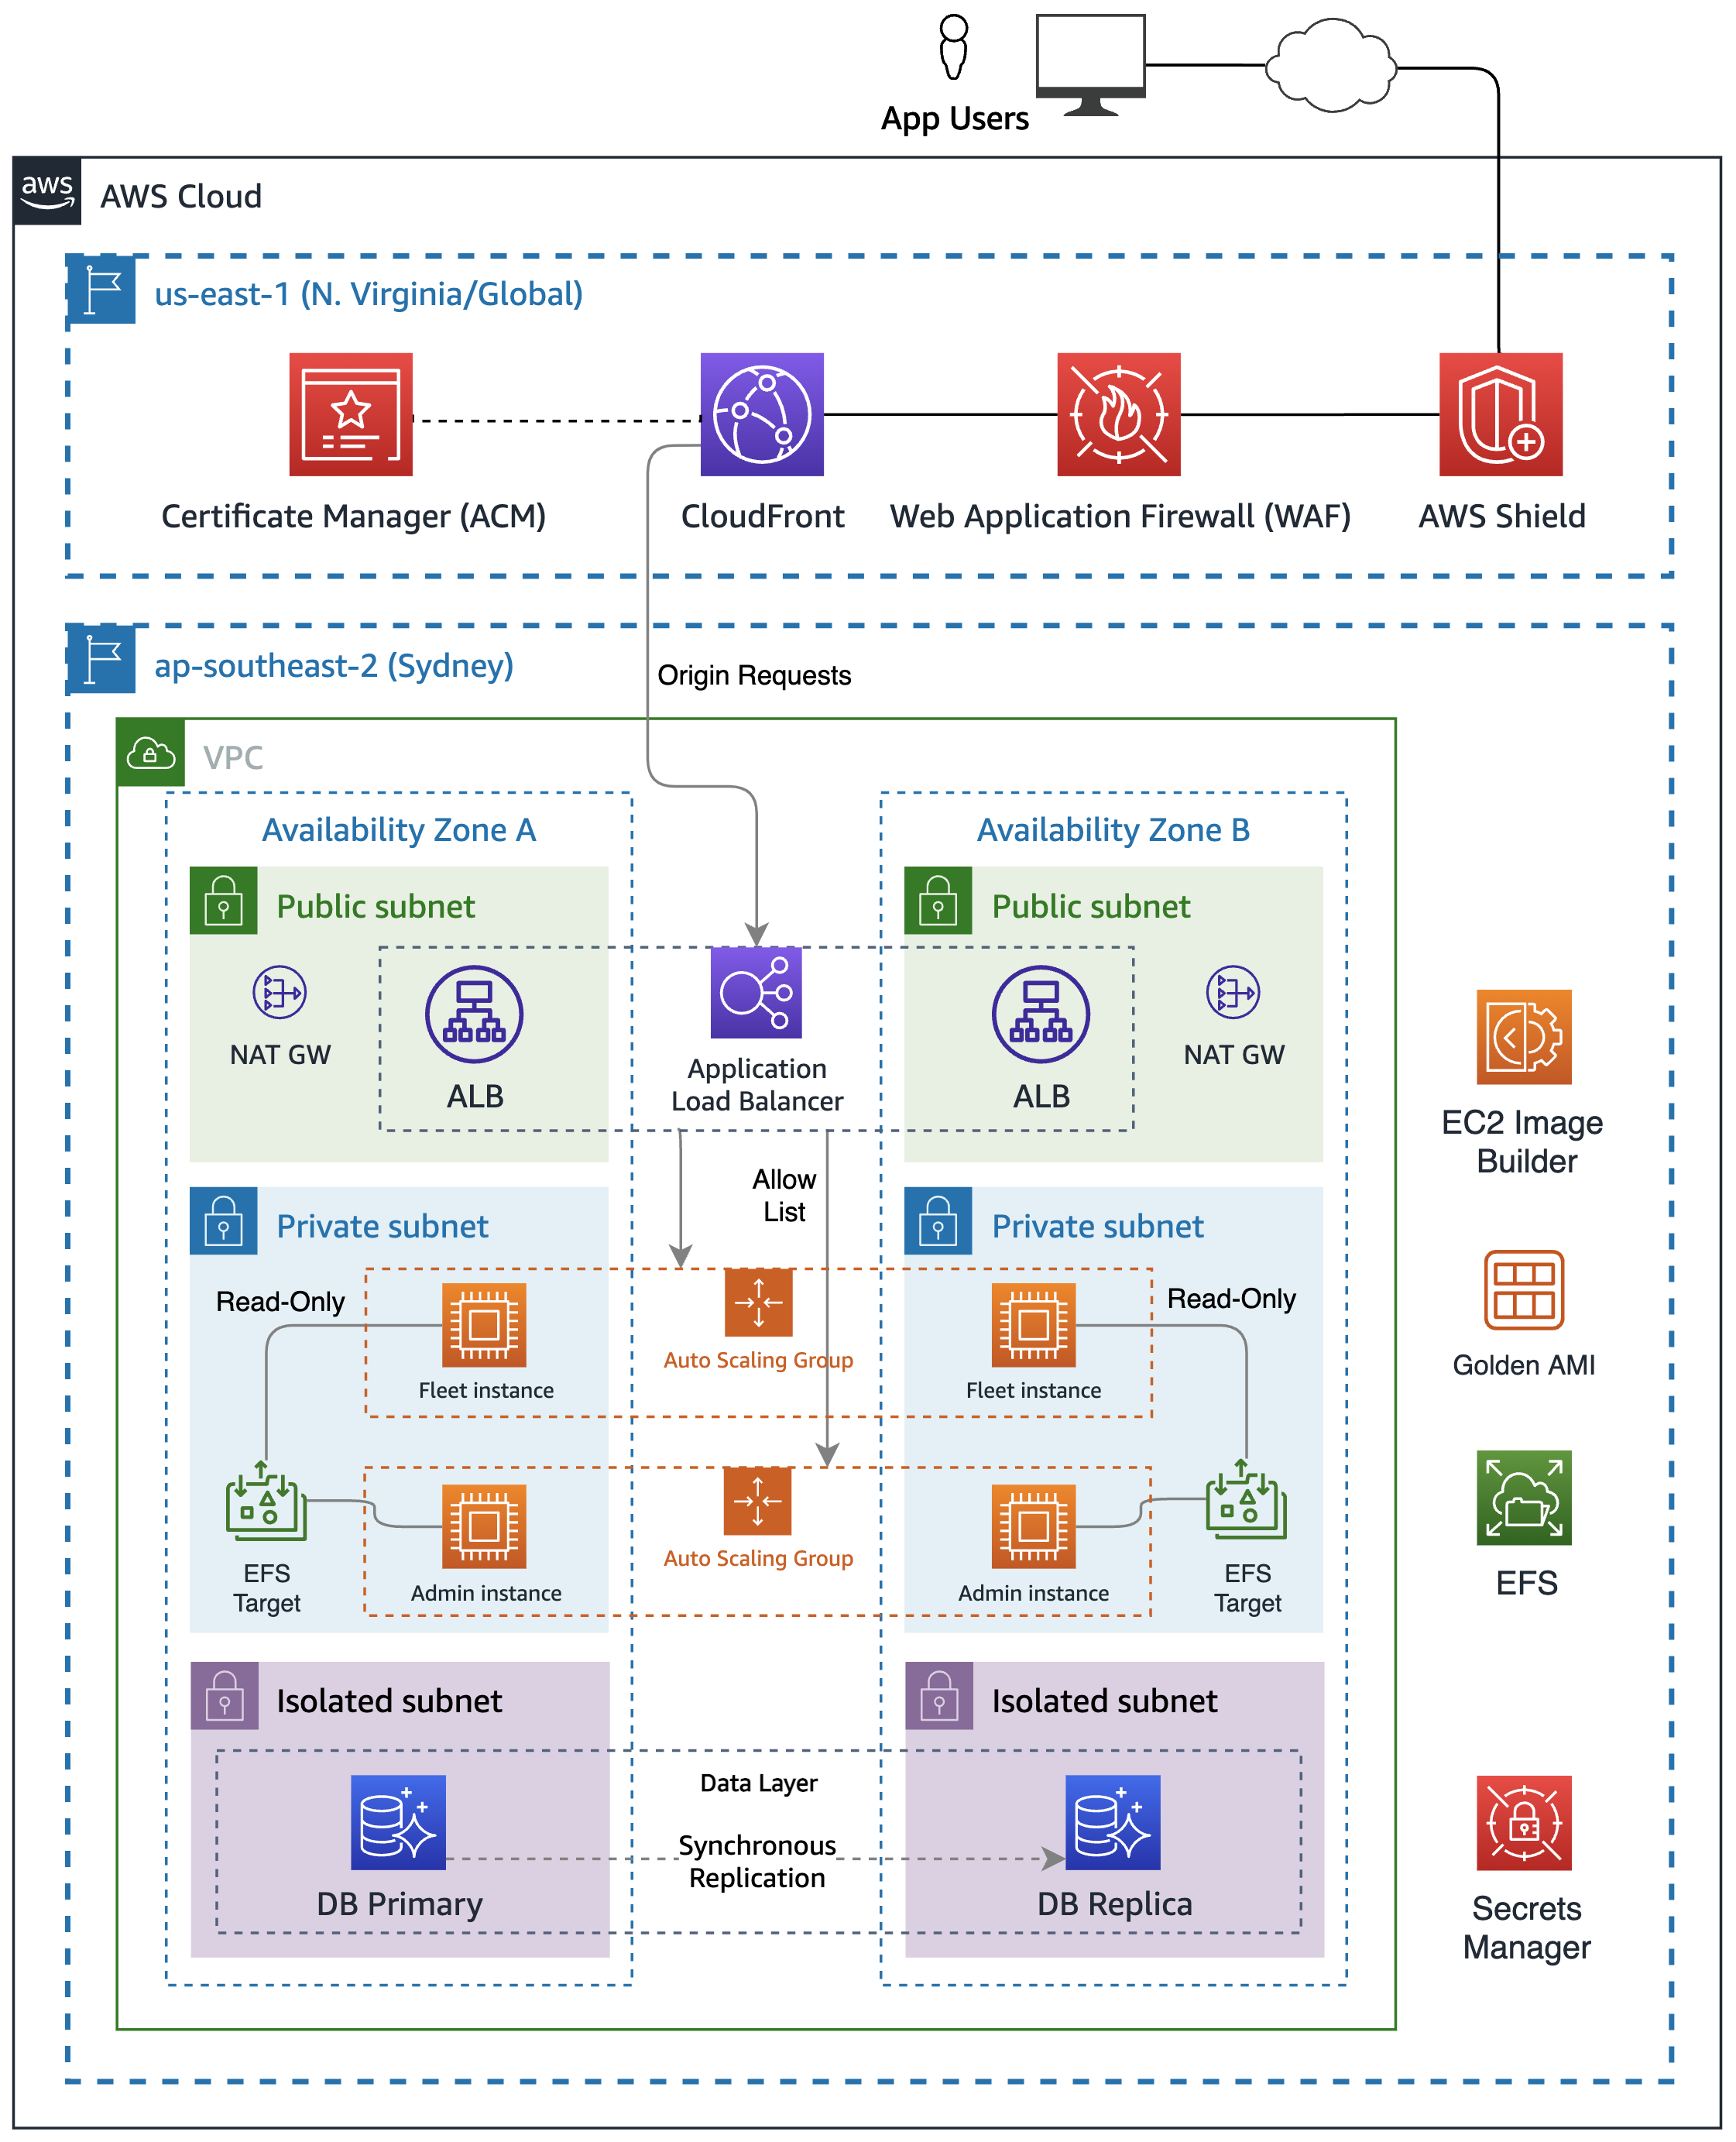 App Users
aws
AWS Cloud
us-east-1 (N. Virginia/Global)
Certificate Manager (ACM)
CloudFront
Web Application Firewall (WAF)
AWS Shield
ap-southeast-2 (Sydney)
Origin Requests
VPC
Availability Zone A
Availability Zone B
Public subnet
Public subnet
NAT GW
ALB
Application
Load Balancer
ALB
NAT GW
EC2 Image
Builder
Allow
List
Private subnet
Private subnet
Read-Only
Read-Only
Auto Scaling Group
Fleet instance
Fleet instance
Golden AMI
EFS
Target
Admin instance
Auto Scaling Group
Admin instance
EFS
Target
EFS
Isolated subnet
Isolated subnet
Data Layer
Synchronous
Replication
DB Primary
DB Replica
Secrets
Manager